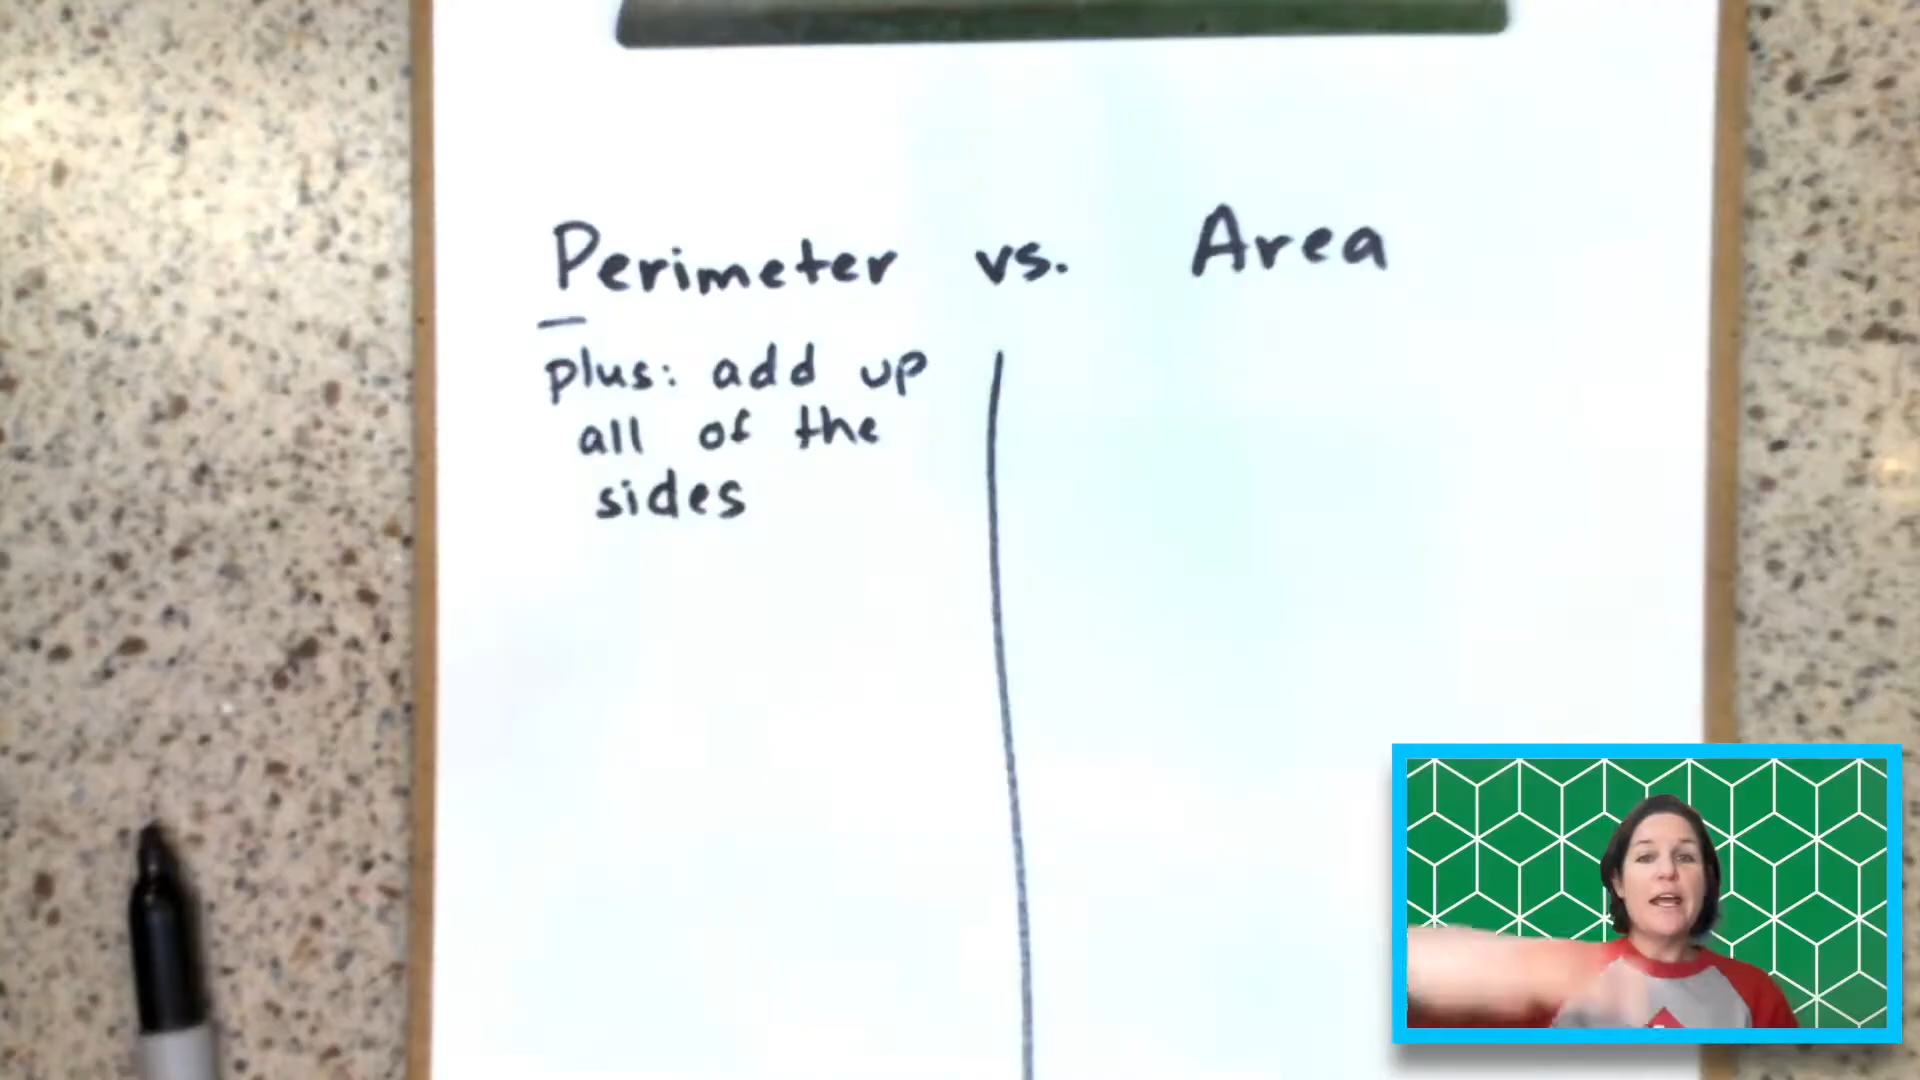 Perimeter vs. Area
plus: add up
all of the
sides